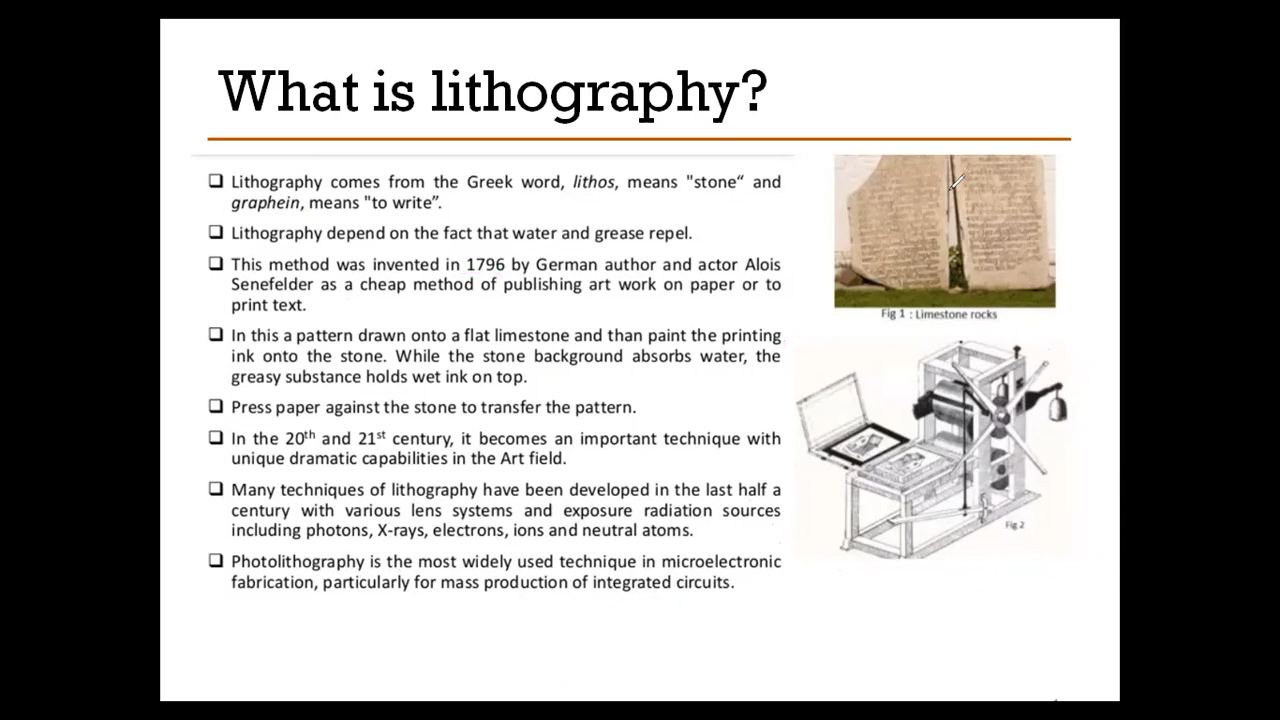 What is lithography?
❑ Lithography comes from the Greek word, lithos, means "stone“ and
graphein, means "to write”.
❑ Lithography depend on the fact that water and grease repel.
❑ This method was invented in 1796 by German author and actor Alois
Senefelder as a cheap method of publishing art work on paper or to
print text.
❑ In this a pattern drawn onto a flat limestone and than paint the printing
ink onto the stone. While the stone background absorbs water, the
greasy substance holds wet ink on top.
❑ Press paper against the stone to transfer the pattern.
❑ In the 20th and 21st century, it becomes an important technique with
unique dramatic capabilities in the Art field.
❑ Many techniques of lithography have been developed in the last half a
century with various lens systems and exposure radiation sources
including photons, X-rays, electrons, ions and neutral atoms.
❑ Photolithography is the most widely used technique in microelectronic
fabrication, particularly for mass production of integrated circuits.
Fig 1 : Limestone rocks
Fig 2